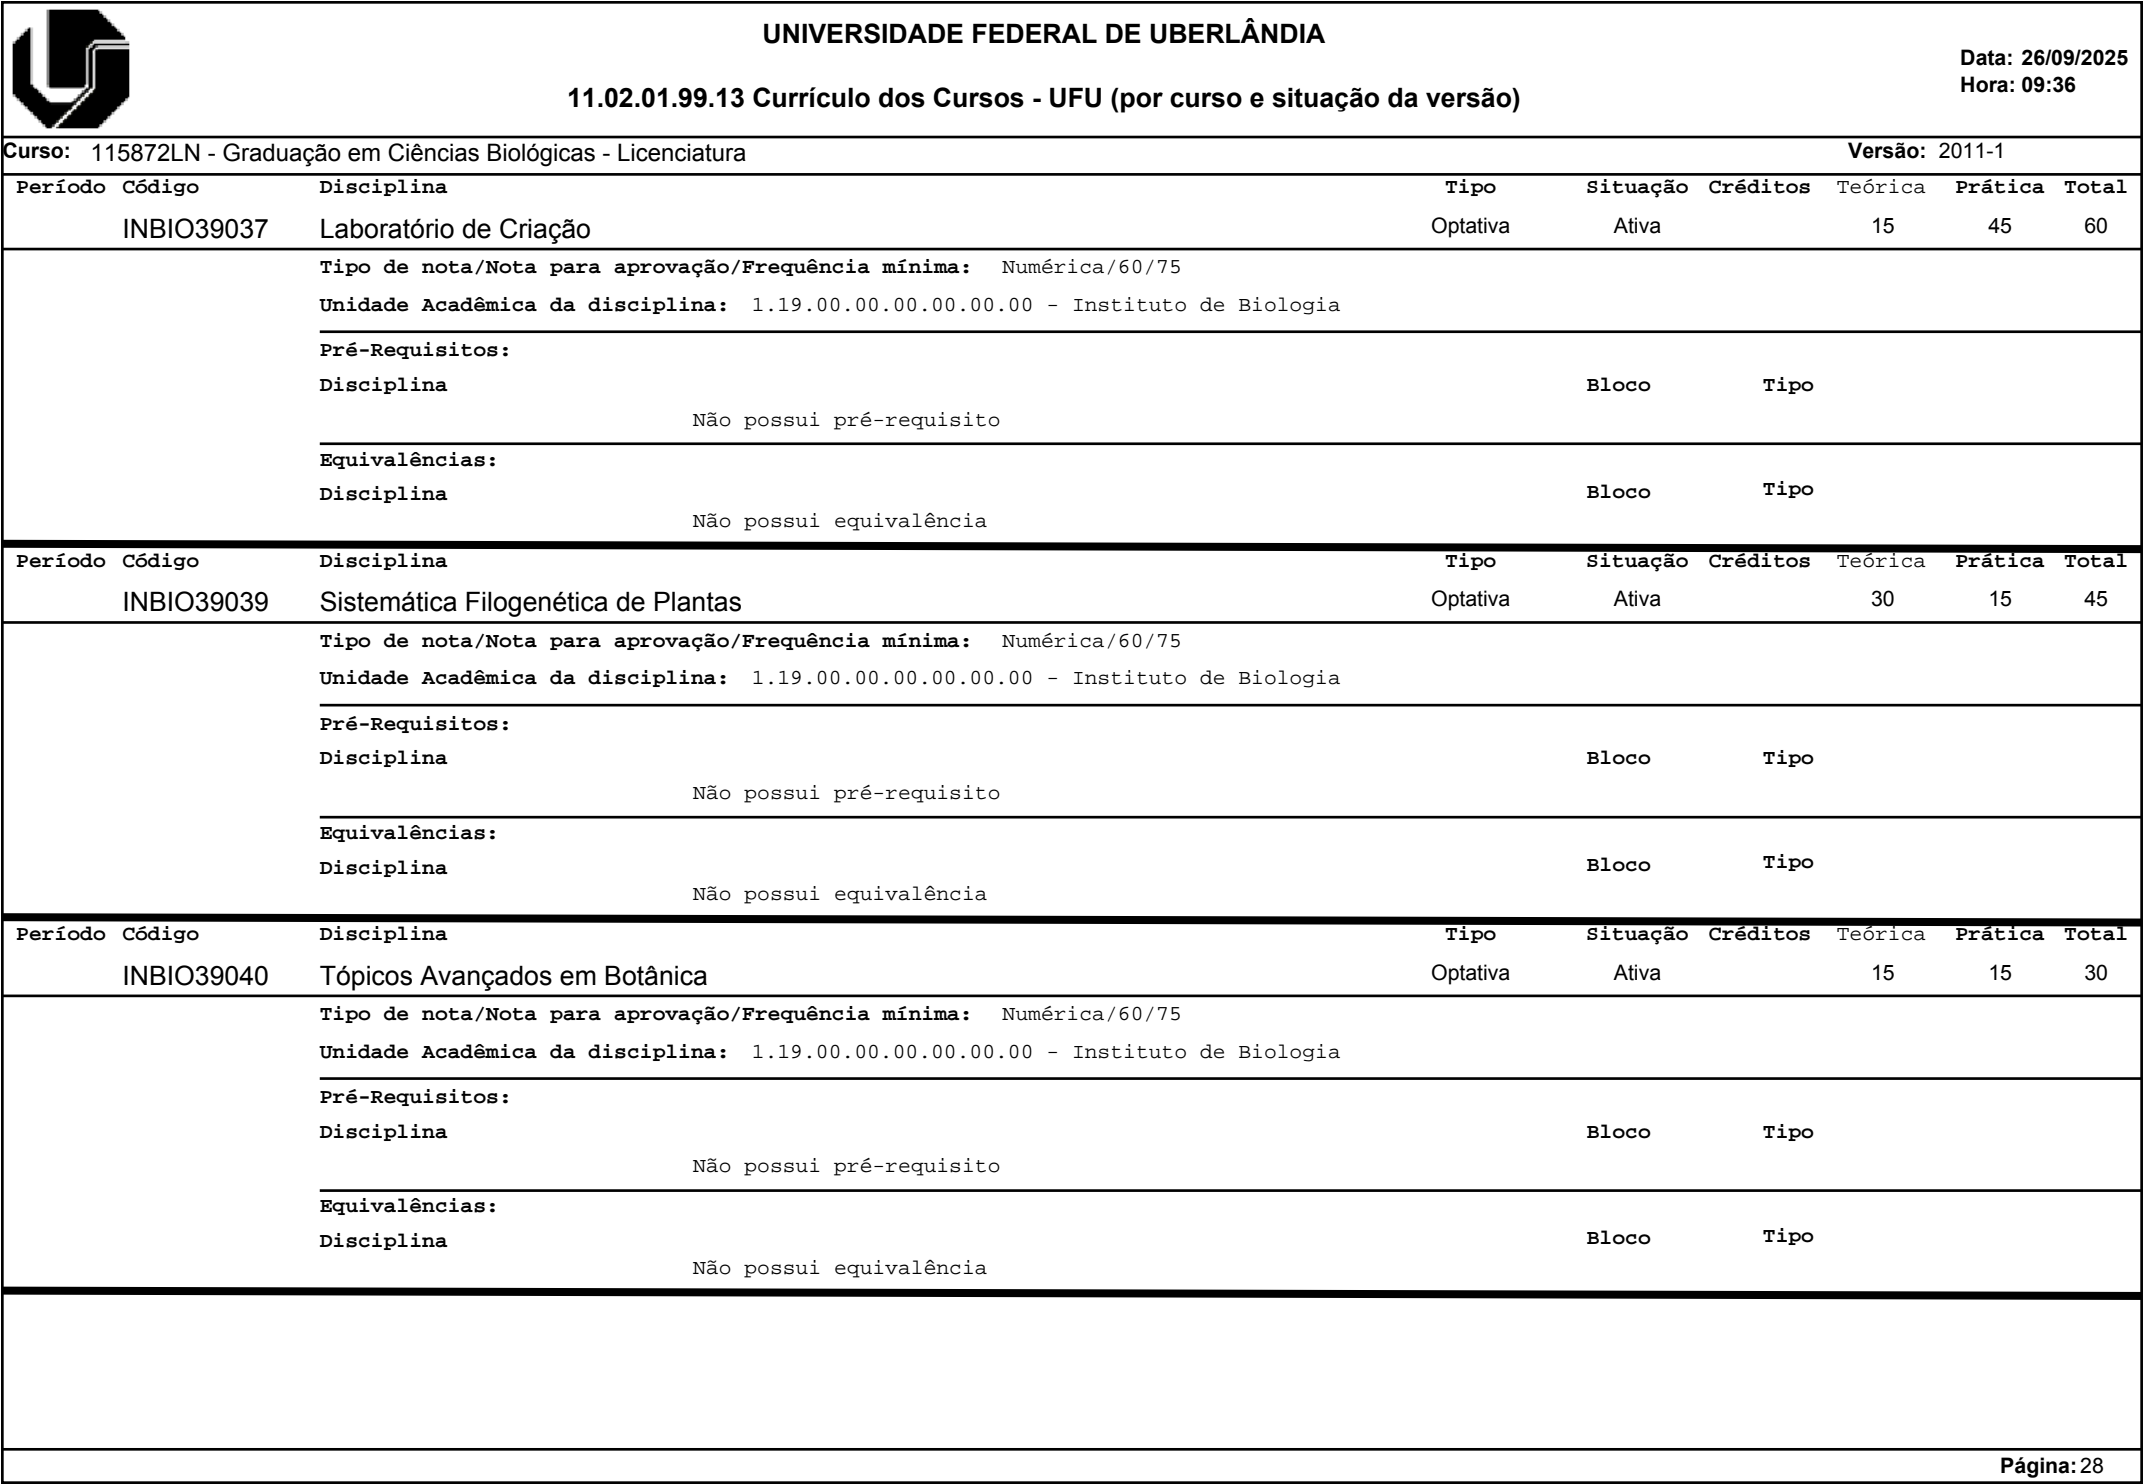 UNIVERSIDADE FEDERAL DE UBERLÂNDIA
Data: 26/09/2025
Hora: 09:36
11.02.01.99.13 Currículo dos Cursos - UFU (por curso e situação da versão)
Curso: 115872LN - Graduação em Ciências Biológicas - Licenciatura Versão: 2011-1
Período Código Disciplina Tipo Situação Créditos Teórica Prática Total
INBIO39037 Laboratório de Criação Optativa Ativa 15 45 60
Tipo de nota/Nota para aprovação/Frequência mínima: Numérica/60/75
Unidade Acadêmica da disciplina: 1.19.00.00.00.00.00.00 - Instituto de Biologia
Pré-Requisitos:
Disciplina Bloco Tipo
Não possui pré-requisito
Equivalências:
Disciplina Bloco Tipo
Não possui equivalência
Período Código Disciplina Tipo Situação Créditos Teórica Prática Total
INBIO39039 Sistemática Filogenética de Plantas Optativa Ativa 30 15 45
Tipo de nota/Nota para aprovação/Frequência mínima: Numérica/60/75
Unidade Acadêmica da disciplina: 1.19.00.00.00.00.00.00 - Instituto de Biologia
Pré-Requisitos:
Disciplina Bloco Tipo
Não possui pré-requisito
Equivalências:
Disciplina Bloco Tipo
Não possui equivalência
Período Código Disciplina Tipo Situação Créditos Teórica Prática Total
INBIO39040 Tópicos Avançados em Botânica Optativa Ativa 15 15 30
Tipo de nota/Nota para aprovação/Frequência mínima: Numérica/60/75
Unidade Acadêmica da disciplina: 1.19.00.00.00.00.00.00 - Instituto de Biologia
Pré-Requisitos:
Disciplina Bloco Tipo
Não possui pré-requisito
Equivalências:
Disciplina Bloco Tipo
Não possui equivalência
Página: 28